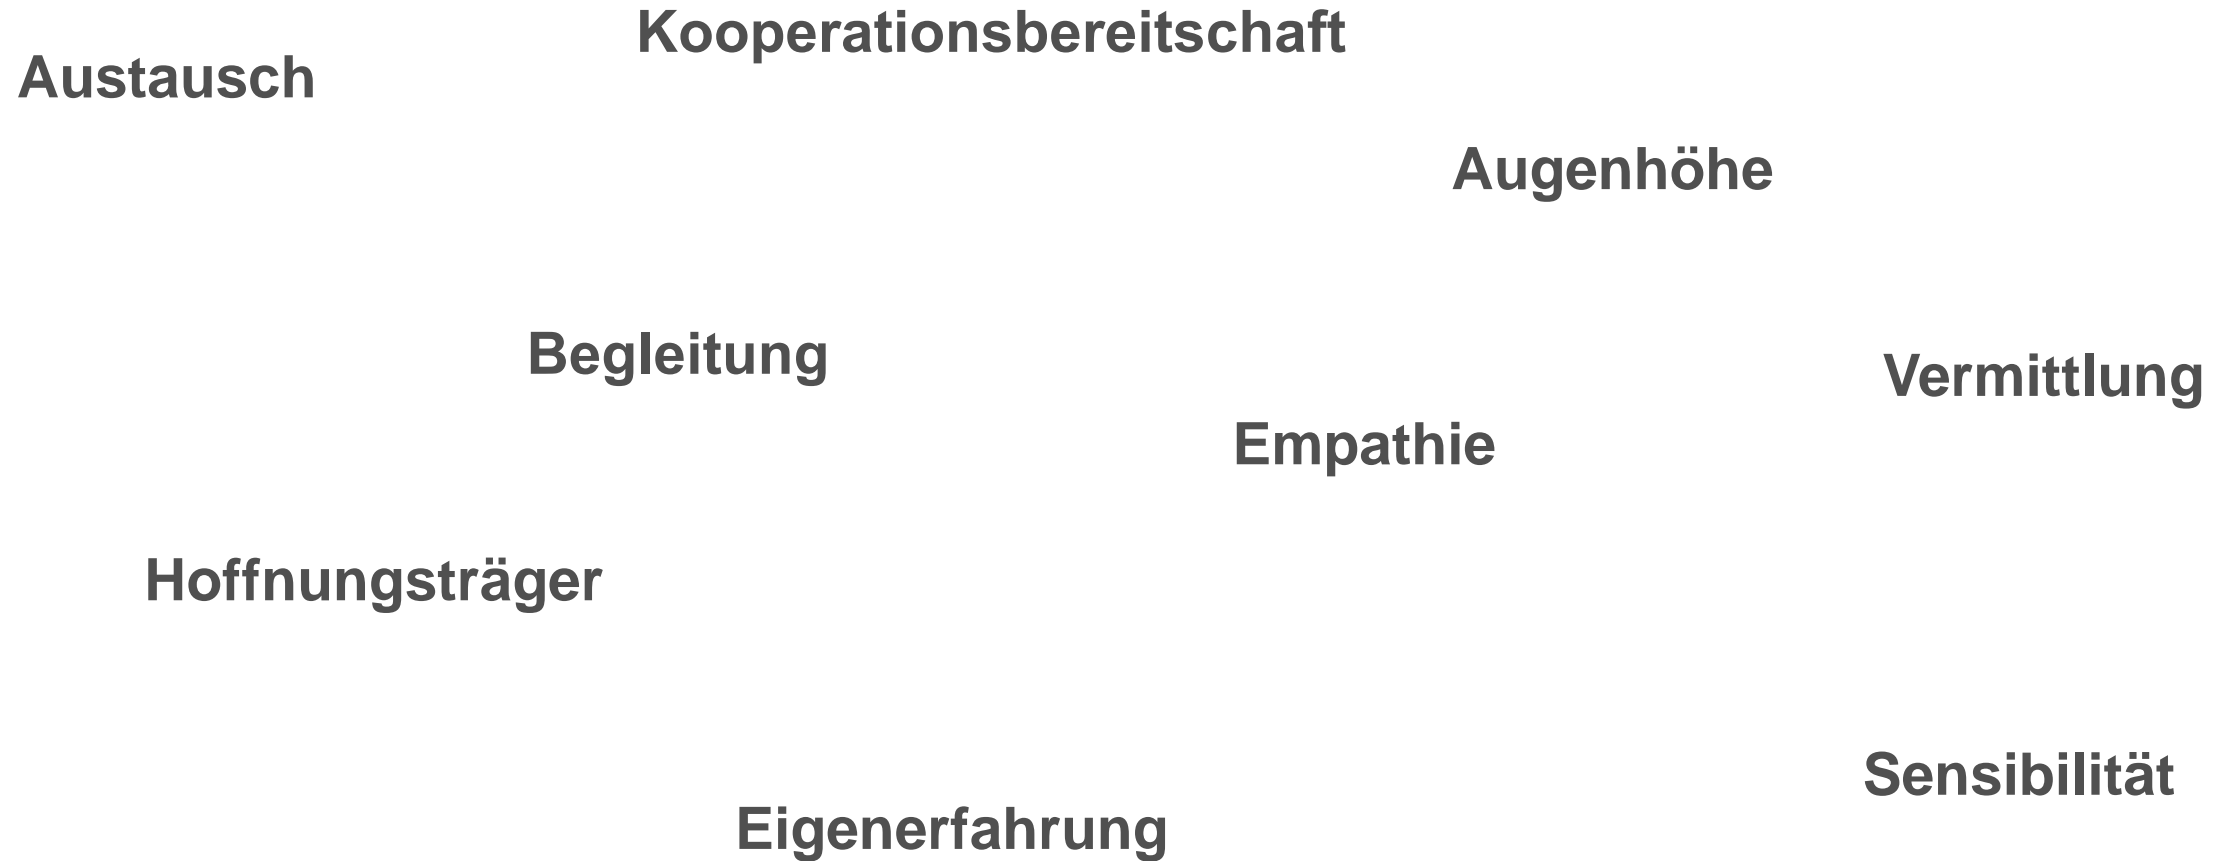 Kooperationsbereitschaft
Austausch
Augenhöhe
Begleitung
Vermittlung
Empathie
Hoffnungsträger
Sensibilität
Eigenerfahrung